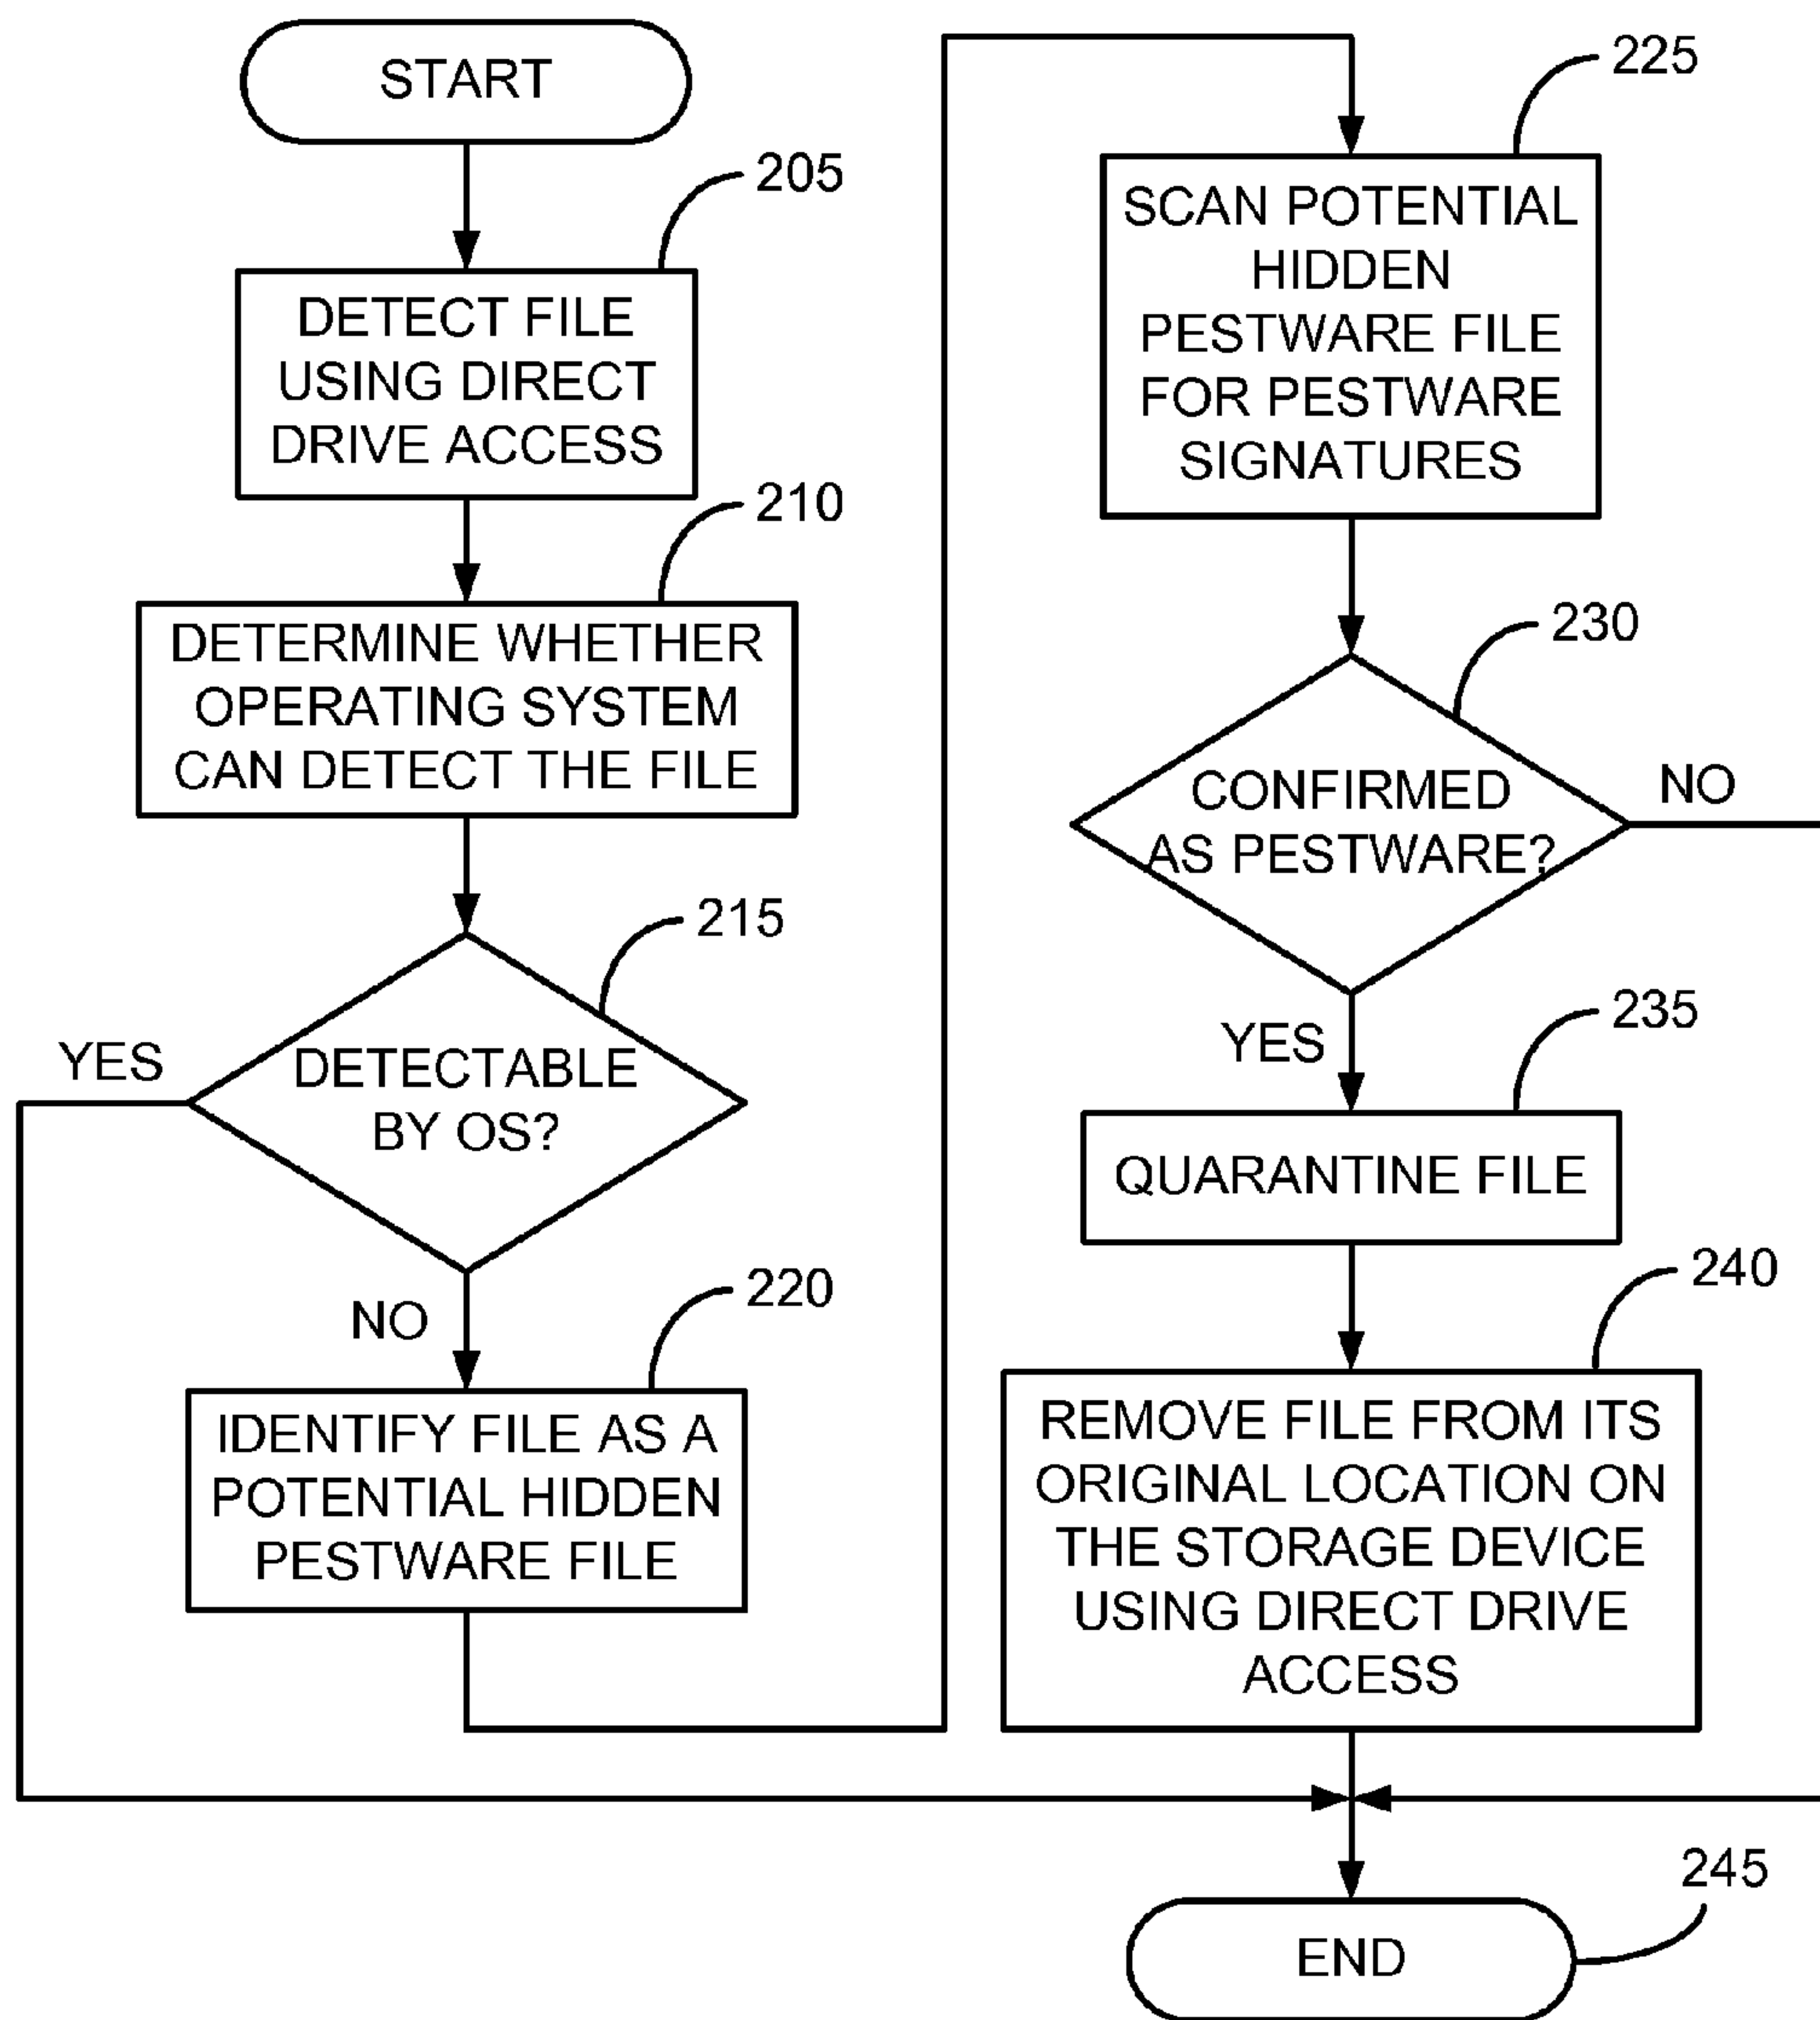 START
205
DETECT FILE
USING DIRECT
DRIVE ACCESS
210
DETERMINE WHETHER
OPERATING SYSTEM
CAN DETECT THE FILE
215
YES
DETECTABLE
BY OS?
NO
220
IDENTIFY FILE AS A
POTENTIAL HIDDEN
PESTWARE FILE
225
SCAN POTENTIAL
HIDDEN
PESTWARE FILE
FOR PESTWARE
SIGNATURES
230
CONFIRMED
AS PESTWARE?
NO
YES
235
QUARANTINE FILE
240
REMOVE FILE FROM ITS
ORIGINAL LOCATION ON
THE STORAGE DEVICE
USING DIRECT DRIVE
ACCESS
245
END